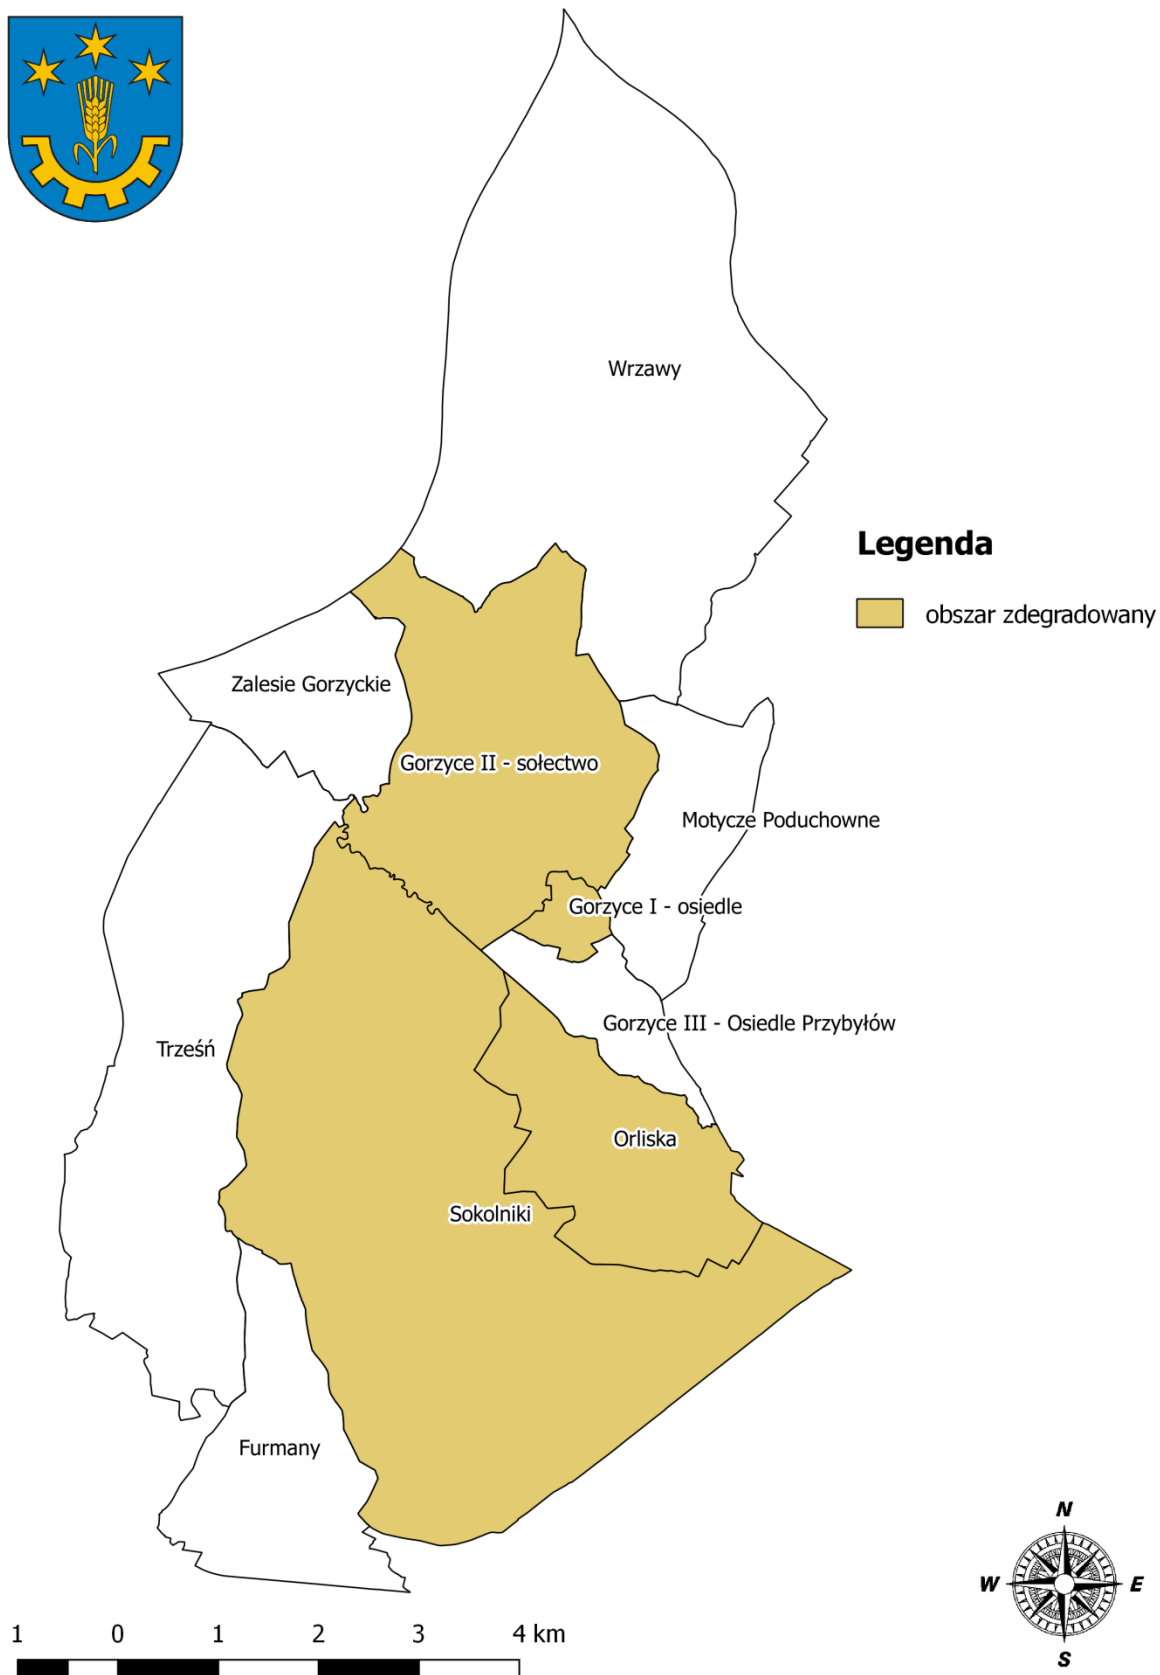 Wrzawy
Legenda
obszar zdegradowany
Zalesie Gorzyckie
Gorzyce II - sołectwo
Motycze Poduchowne
Gorzyce I - osiedle
Gorzyce III - Osiedle Przybyłów
Trześń
Orliska
Sokolniki
Furmany
N
W
E
S
1 0 1 2 3 4 km